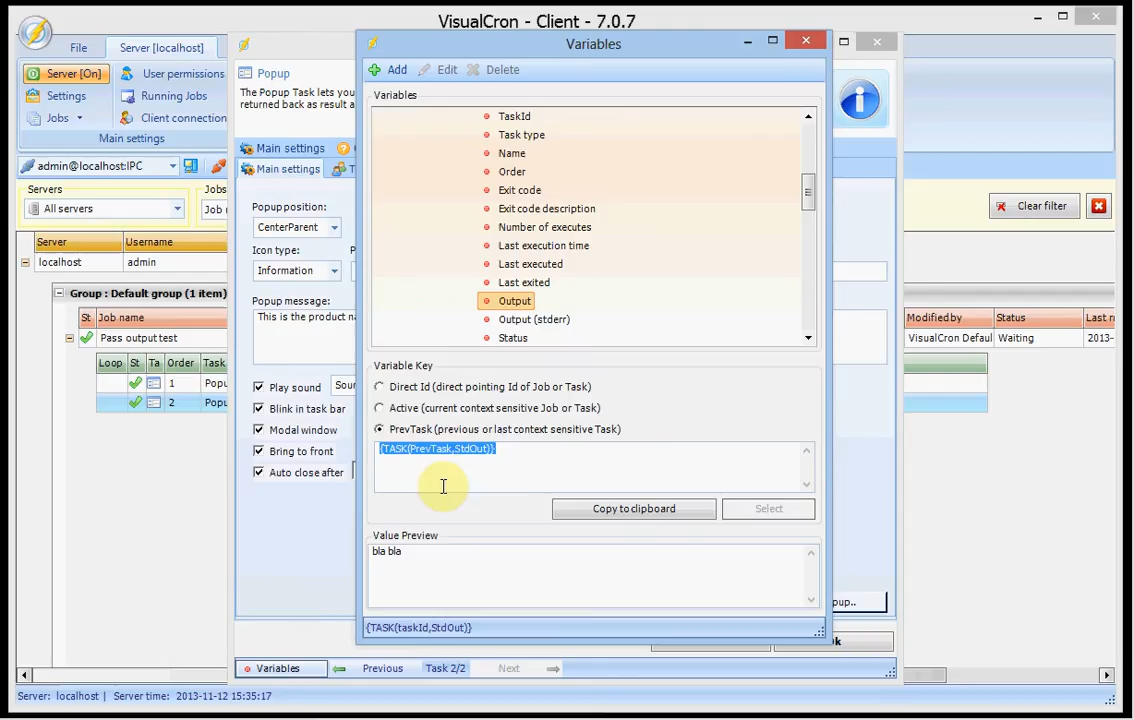 VisualCron - Client - 7.0.7
File
Server [localhost]
Server [On]
User permissions
Settings
Running Jobs
Jobs
Client connection
Main settings
admin@localhost:IPC
Servers
Jobs
All servers
Job
Clear filter
Server
Username
localhost
admin
Group : Default group (1 item)
St
Job name
Modified by
Status
Pass output test
VisualCron Defaul
Waiting
2013-
Loop
St
Ta
Order
Task
1
Popu
2
Popu
Server: localhost
Server time: 2013-11-12 15:35:17
Popup
The Popup Task lets you
returned back as result a
Main settings
Main settings
Popup position:
CenterParent
Icon type:
Information
Popup message:
This is the product na
Play sound
Sou
Blink in task bar
Modal window
Bring to front
Auto close after
Variables
Previous
Task 2/2
Next
Variables
Add
Edit
Delete
Variables
TaskId
Task type
Name
Order
Exit code
Exit code description
Number of executes
Last execution time
Last executed
Last exited
Output
Output (stderr)
Status
Variable Key
Direct Id (direct pointing Id of Job or Task)
Active (current context sensitive Job or Task)
PrevTask (previous or last context sensitive Task)
{TASK(PrevTask,StdOut)}
Copy to clipboard
Select
Value Preview
bla bla
{TASK(taskId,StdOut)}